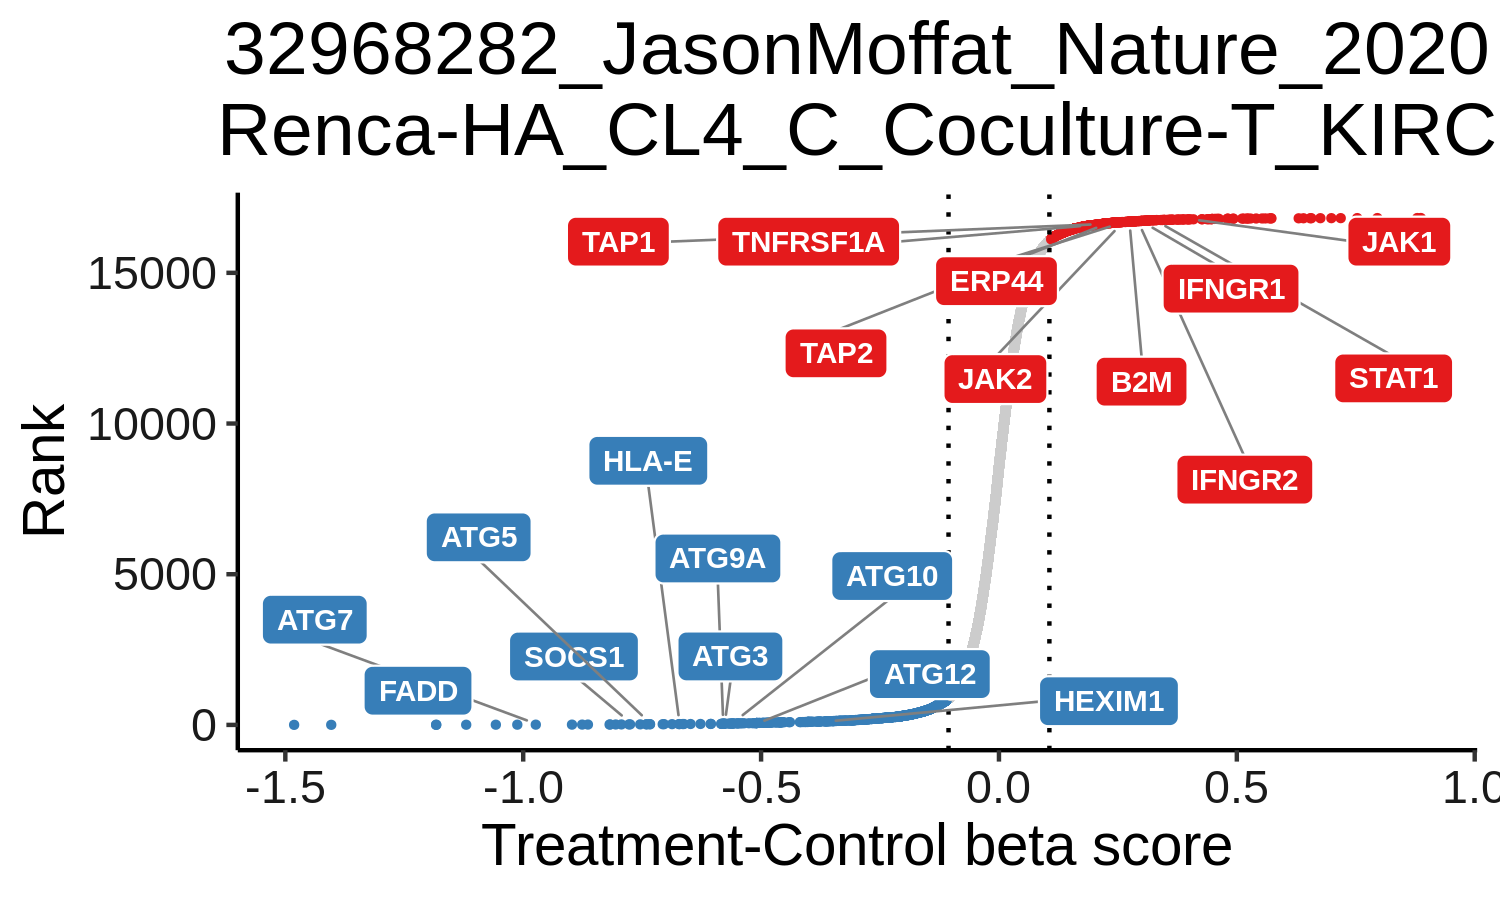 32968282_JasonMoffat_Nature_2020
Renca-HA_CL4_C_Coculture-T_KIRC
TAP1
TNFRSF1A
JAK1
ERP44
IFNGR1
TAP2
JAK2
B2M
STAT1
IFNGR2
HLA-E
ATG5
ATG9A
ATG10
ATG7
SOCS1
ATG3
ATG12
FADD
HEXIM1
15000
10000
5000
0
Rank
-1.5
-1.0
-0.5
0.0
0.5
1.0
Treatment-Control beta score